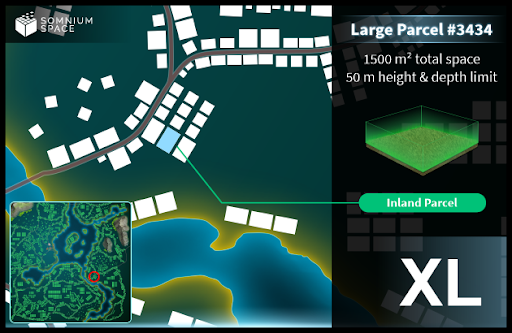 SOMNIUM
SPACE
Large Parcel #3434
1500 m² total space
50 m height & depth limit
Inland Parcel
XL